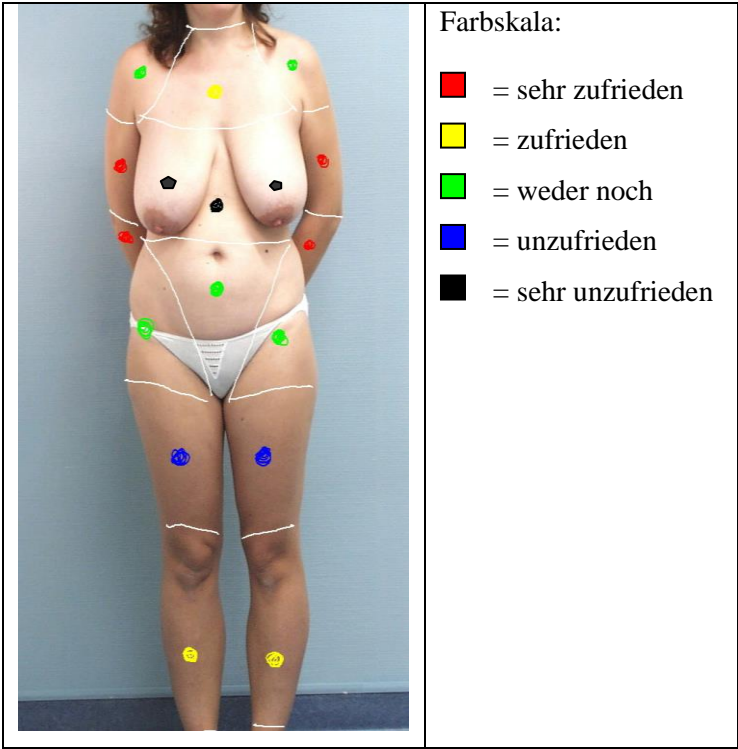 Farbskala:
= sehr zufrieden
= zufrieden
= weder noch
= unzufrieden
= sehr unzufrieden